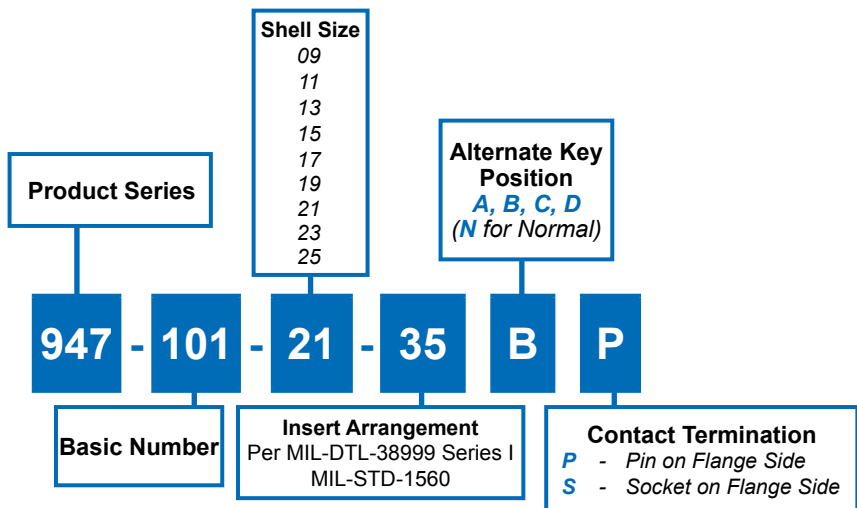 Shell Size
09
11
13
15
17
19
21
23
25
Product Series
Alternate Key
Position
A, B, C, D
(N for Normal)
947 - 101 - 21 - 35 B P
Basic Number
Insert Arrangement
Per MIL-DTL-38999 Series I
MIL-STD-1560
Contact Termination
P - Pin on Flange Side
S - Socket on Flange Side